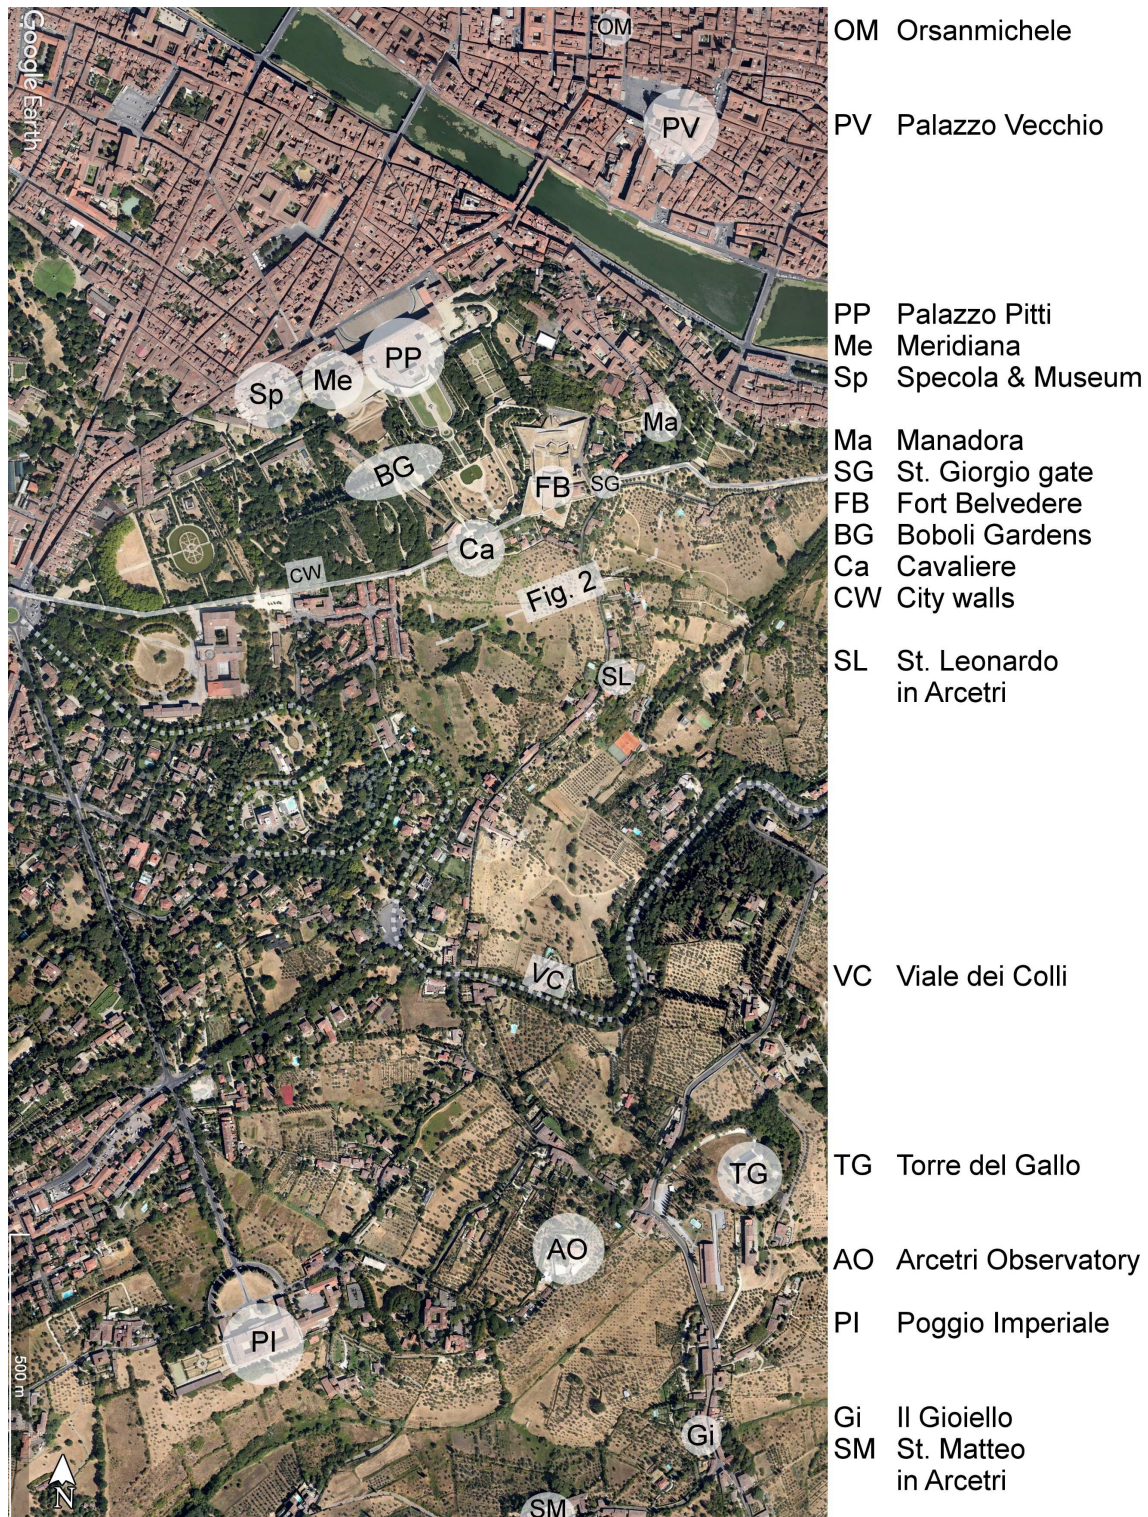 Google Earth
OM
PV
PP
Me
Sp
Ma
BG
FB
SG
Ca
CW
Fig. 2
SL
VC
TG
AO
PI
500 m
Gi
N
SM
OM Orsanmichele
PV Palazzo Vecchio
PP Palazzo Pitti
Me Meridiana
Sp Specola & Museum
Ma Manadora
SG St. Giorgio gate
FB Fort Belvedere
BG Boboli Gardens
Ca Cavaliere
CW City walls
SL St. Leonardo
in Arcetri
VC Viale dei Colli
TG Torre del Gallo
AO Arcetri Observatory
PI Poggio Imperiale
Gi Il Gioiello
SM St. Matteo
in Arcetri